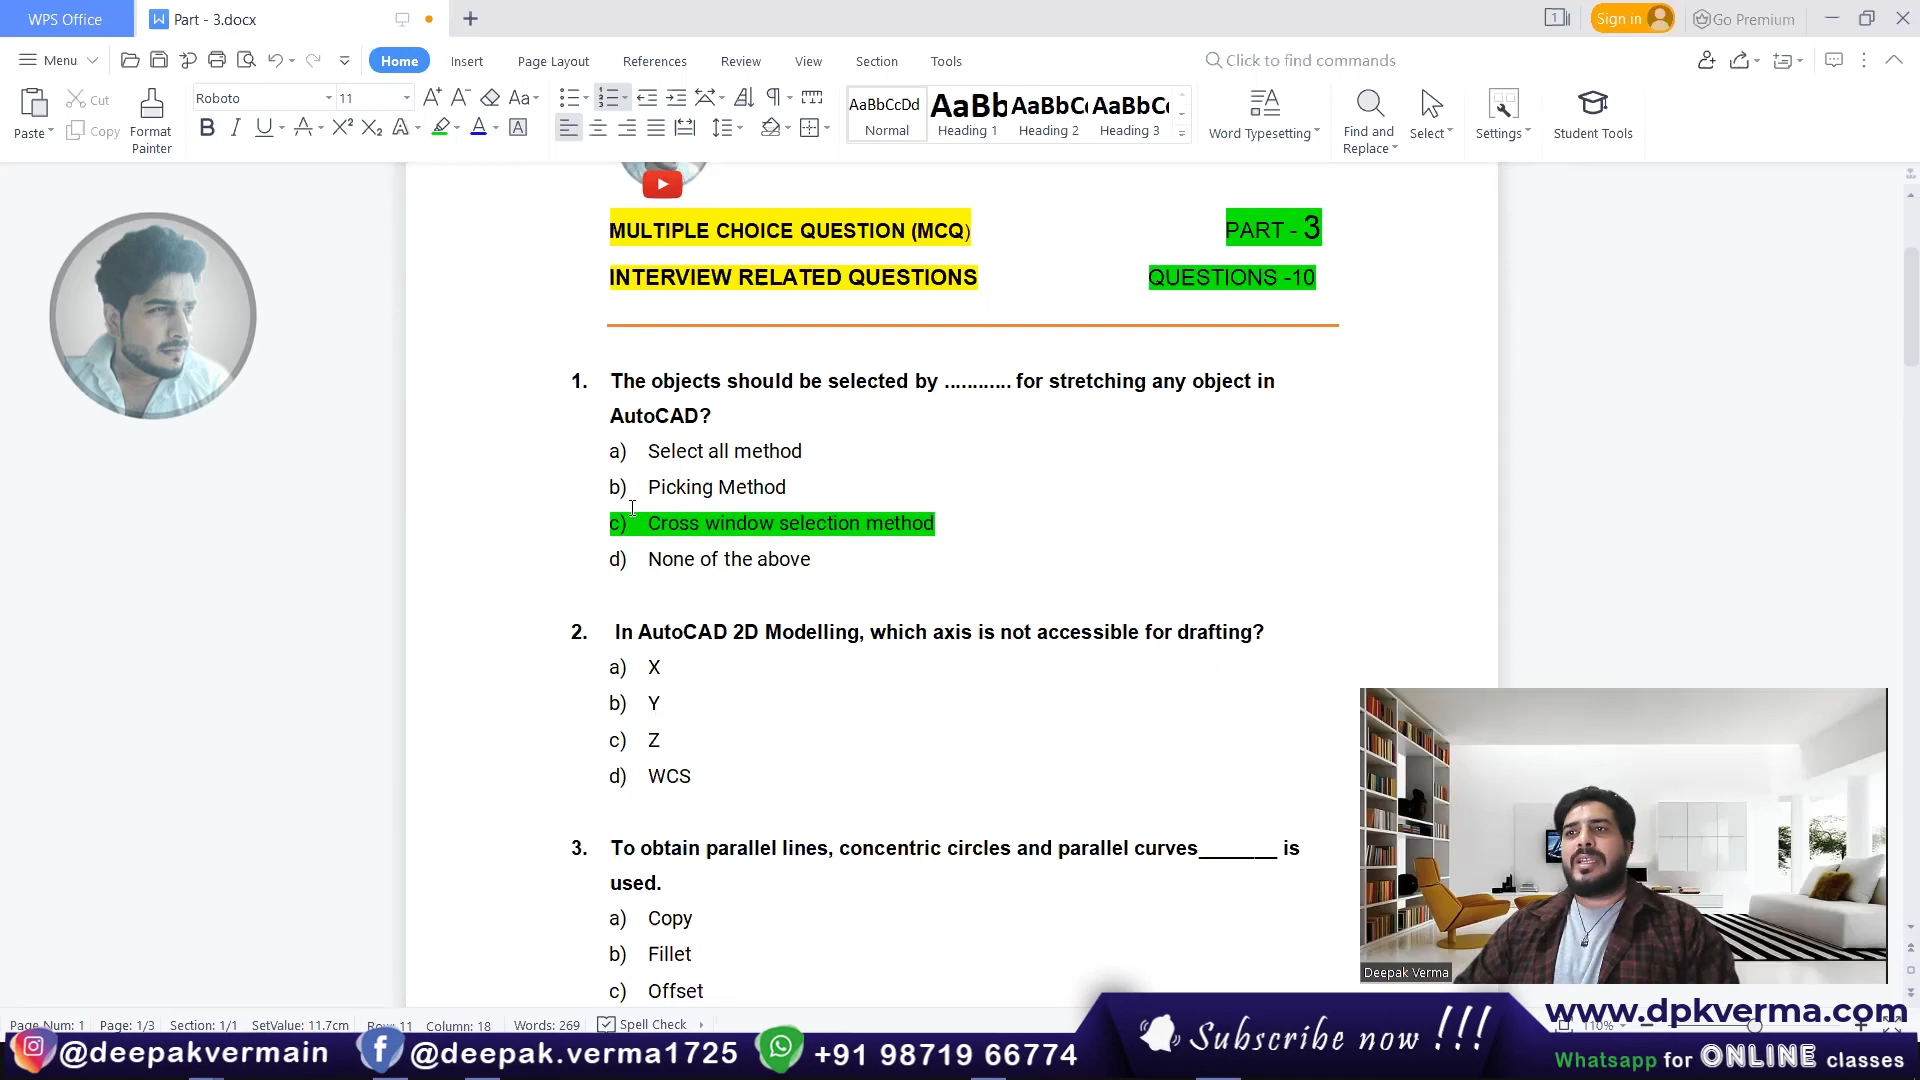 WPS Office
Part - 3.docx
1
Sign in
Go Premium
Menu
Home
Insert
Page Layout
References
Review
View
Section
Tools
Click to find commands
Paste
Cut
Copy
Format
Painter
Roboto
11
AaBbCcDd
Normal
AaBb
Heading 1
AaBbC
Heading 2
AaBbC
Heading 3
Word Typesetting
Find and
Replace
Select
Settings
Student Tools
MULTIPLE CHOICE QUESTION (MCQ)
PART - 3
INTERVIEW RELATED QUESTIONS
QUESTIONS -10
1. The objects should be selected by ............ for stretching any object in
AutoCAD?
a) Select all method
b) Picking Method
c) Cross window selection method
d) None of the above
2. In AutoCAD 2D Modelling, which axis is not accessible for drafting?
a) X
b) Y
c) Z
d) WCS
3. To obtain parallel lines, concentric circles and parallel curves_______ is
used.
a) Copy
b) Fillet
c) Offset
Deepak Verma
Page Num: 1
Page: 1/3
Section: 1/1
SetValue: 11.7cm
Row: 11
Column: 18
Words: 269
Spell Check
110%
@deepakvermain
@deepak.verma1725
+91 98719 66774
Subscribe now !!!
www.dpkverma.com
Whatsapp for ONLINE classes